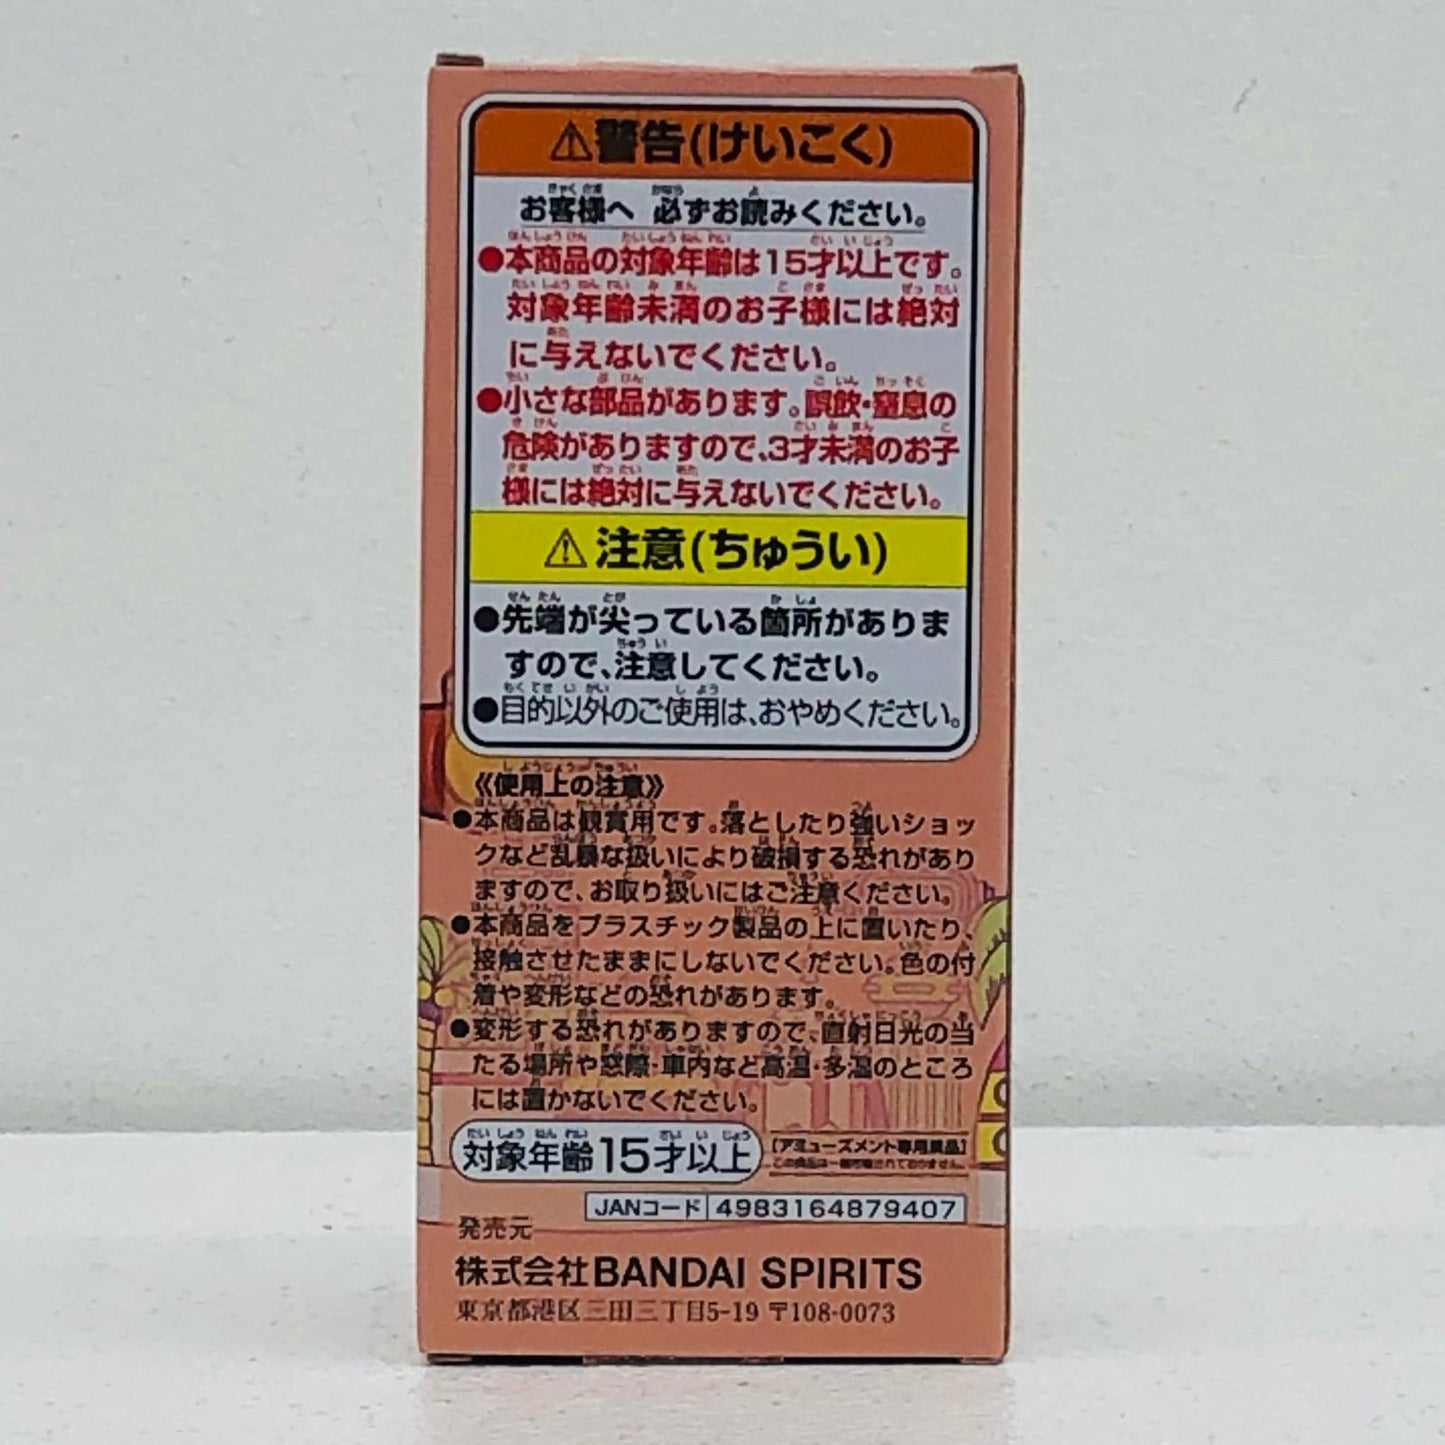 ⚠警告(けいこく)
お客様へ 必ずお読みください。
●本商品の対象年齢は15才以上です。
対象年齢未満のお子様には絶対
に与えないでください。
●小さな部品があります。誤飲・窒息の
危険がありますので、3才未満のお子
様には絶対に与えないでください。
⚠注意(ちゅうい)
●先端が尖っている箇所がありま
すので、注意してください。
●目的以外のご使用は、おやめください。
《使用上の注意》
●本商品は観賞用です。落としたり強いショッ
クなど乱暴な扱いにより破損する恐れがあり
ますので、お取り扱いにはご注意ください。
●本商品をプラスチック製品の上に置いたり、
接触させたままにしないでください。色の付
着や変形などの恐れがあります。
●変形する恐れがありますので、直射日光の当
たる場所や窓際・車内など高温・多湿のところ
には置かないでください。
対象年齢15才以上
[アミューズメント専用景品]
この商品は一般市販されておりません。
JANコード 4983164879407
発売元
株式会社BANDAI SPIRITS
東京都港区三田三丁目5-19 〒108-0073